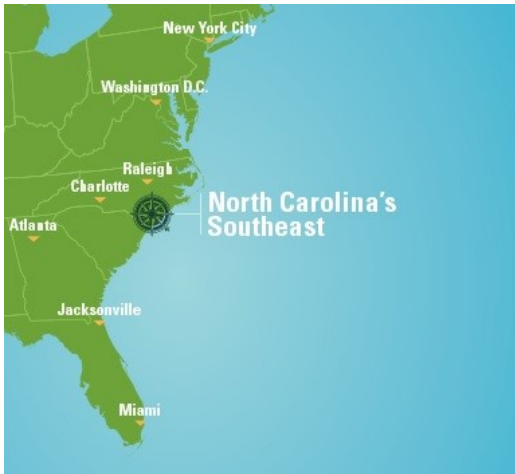 New York City
Washington D.C.
Raleigh
Charlotte
North Carolina's
Southeast
Atlanta
Jacksonville
Miami